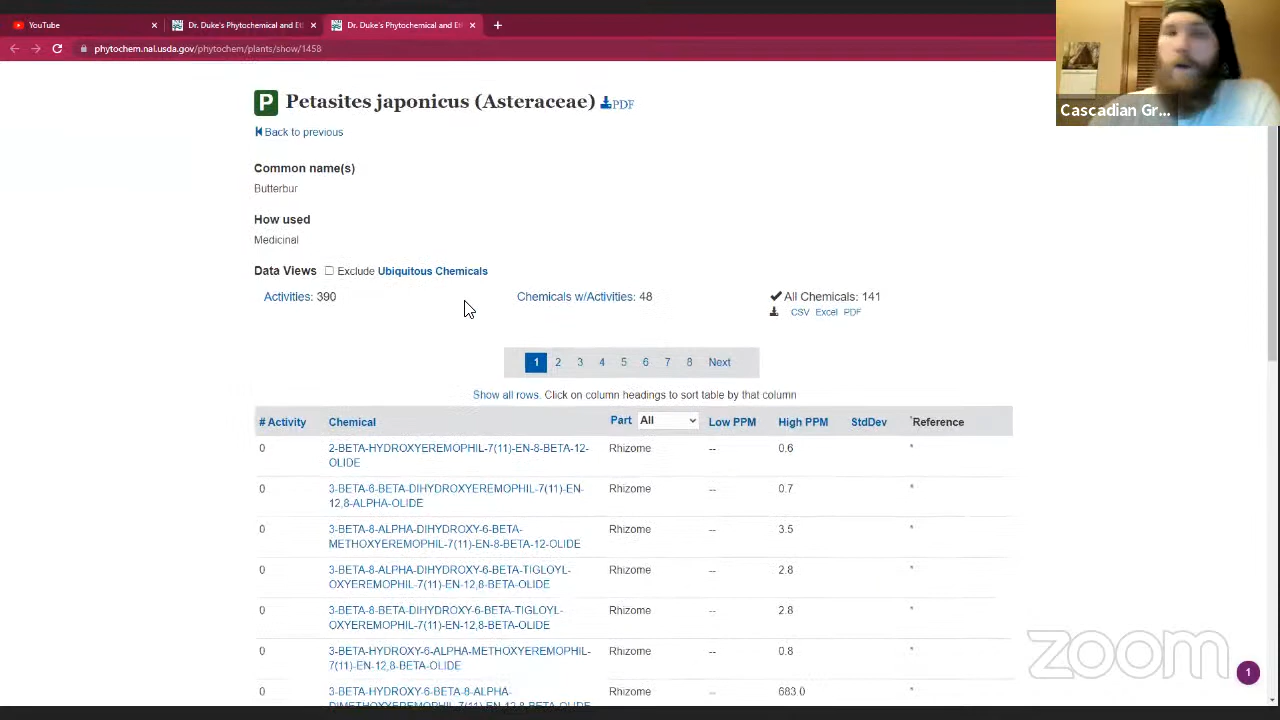 YouTube
Dr. Duke's Phytochemical and Et
Dr. Duke's Phytochemical and Et
phytochem.nal.usda.gov/phytochem/plants/show/1458
Cascadian Gr...
P Petasites japonicus (Asteraceae) PDF
Back to previous
Common name(s)
Butterbur
How used
Medicinal
Data Views Exclude Ubiquitous Chemicals
Activities: 390 Chemicals w/Activities: 48 All Chemicals: 141
CSV Excel PDF
1 2 3 4 5 6 7 8 Next
Show all rows. Click on column headings to sort table by that column
# Activity Chemical Part All Low PPM High PPM StdDev *Reference
0 2-BETA-HYDROXYEREMOPHIL-7(11)-EN-8-BETA-12- Rhizome -- 0.6 *
OLIDE
0 3-BETA-6-BETA-DIHYDROXYEREMOPHIL-7(11)-EN- Rhizome -- 0.7 *
12,8-ALPHA-OLIDE
0 3-BETA-8-ALPHA-DIHYDROXY-6-BETA- Rhizome -- 3.5 *
METHOXYEREMOPHIL-7(11)-EN-8-BETA-12-OLIDE
0 3-BETA-8-ALPHA-DIHYDROXY-6-BETA-TIGLOYL- Rhizome -- 2.8 *
OXYEREMOPHIL-7(11)-EN-12,8-BETA-OLIDE
0 3-BETA-8-BETA-DIHYDROXY-6-BETA-TIGLOYL- Rhizome -- 2.8 *
OXYEREMOPHIL-7(11)-EN-12,8-BETA-OLIDE
0 3-BETA-HYDROXY-6-ALPHA-METHOXYEREMOPHIL- Rhizome -- 0.8 *
7(11)-EN-12,8-BETA-OLIDE
0 3-BETA-HYDROXY-6-BETA-8-ALPHA- Rhizome -- 683.0 *
DIMETHOXYEREMOPHIL-7(11)-EN-12,8-BETA-OLIDE
zoom
1